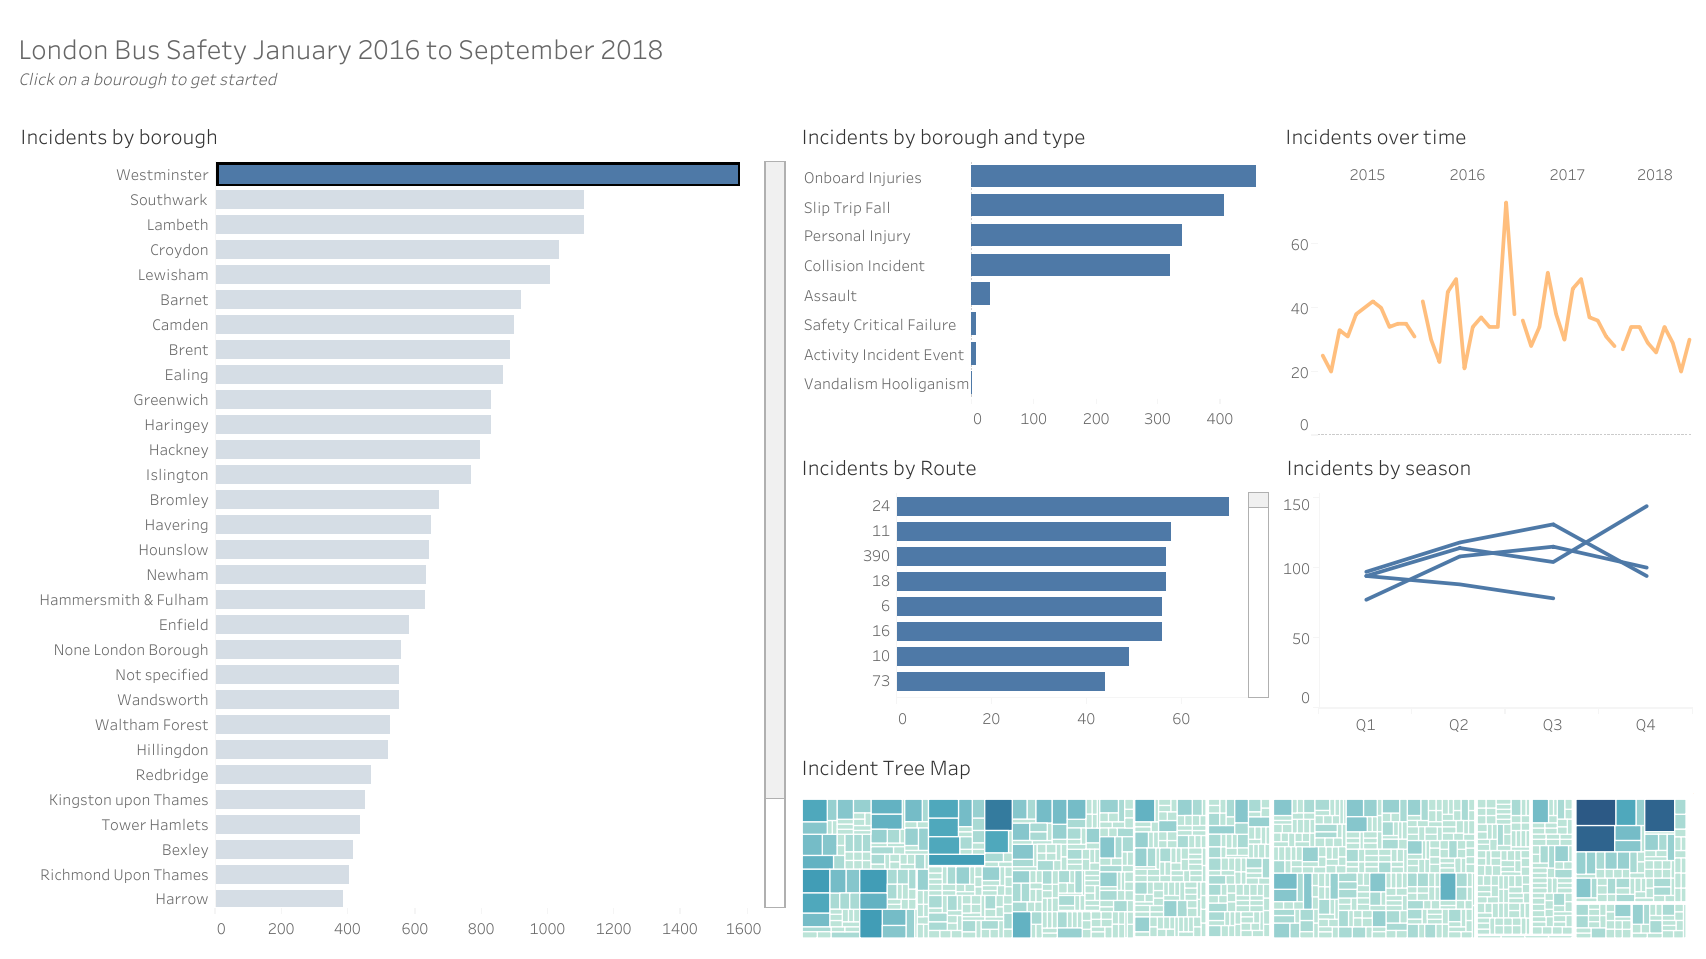 London Bus Safety January 2016 to September 2018
Click on a bourough to get started
Incidents by borough
Westminster
Southwark
Lambeth
Croydon
Lewisham
Barnet
Camden
Brent
Ealing
Greenwich
Haringey
Hackney
Islington
Bromley
Havering
Hounslow
Newham
Hammersmith & Fulham
Enfield
None London Borough
Not specified
Wandsworth
Waltham Forest
Hillingdon
Redbridge
Kingston upon Thames
Tower Hamlets
Bexley
Richmond Upon Thames
Harrow
0 200 400 600 800 1000 1200 1400 1600
Incidents by borough and type
Onboard Injuries
Slip Trip Fall
Personal Injury
Collision Incident
Assault
Safety Critical Failure
Activity Incident Event
Vandalism Hooliganism
0 100 200 300 400
Incidents over time
2015 2016 2017 2018
60
40
20
0
Incidents by Route
24
11
390
18
6
16
10
73
0 20 40 60
Incidents by season
150
100
50
0
Q1 Q2 Q3 Q4
Incident Tree Map